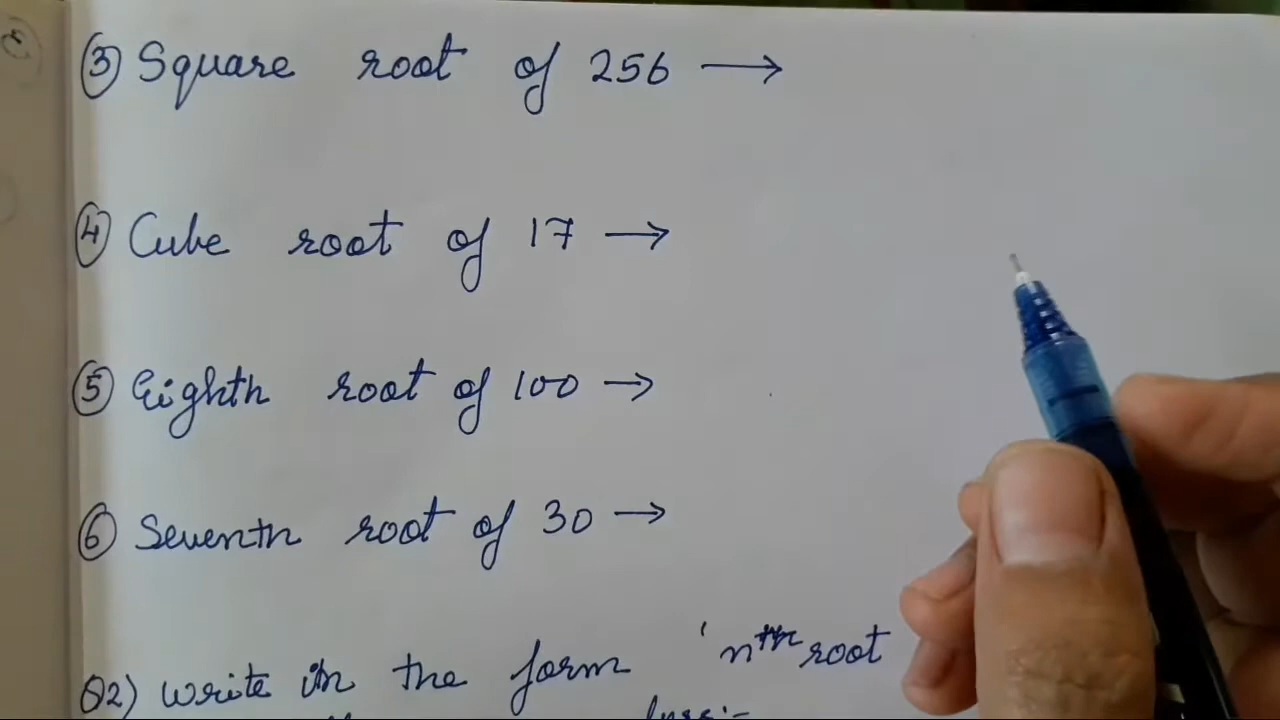 ③ Square root of 256 →
④ Cube root of 17 →
⑤ Eighth root of 100 →
⑥ Seventh root of 30 →
Q2) Write in the form 'nth root